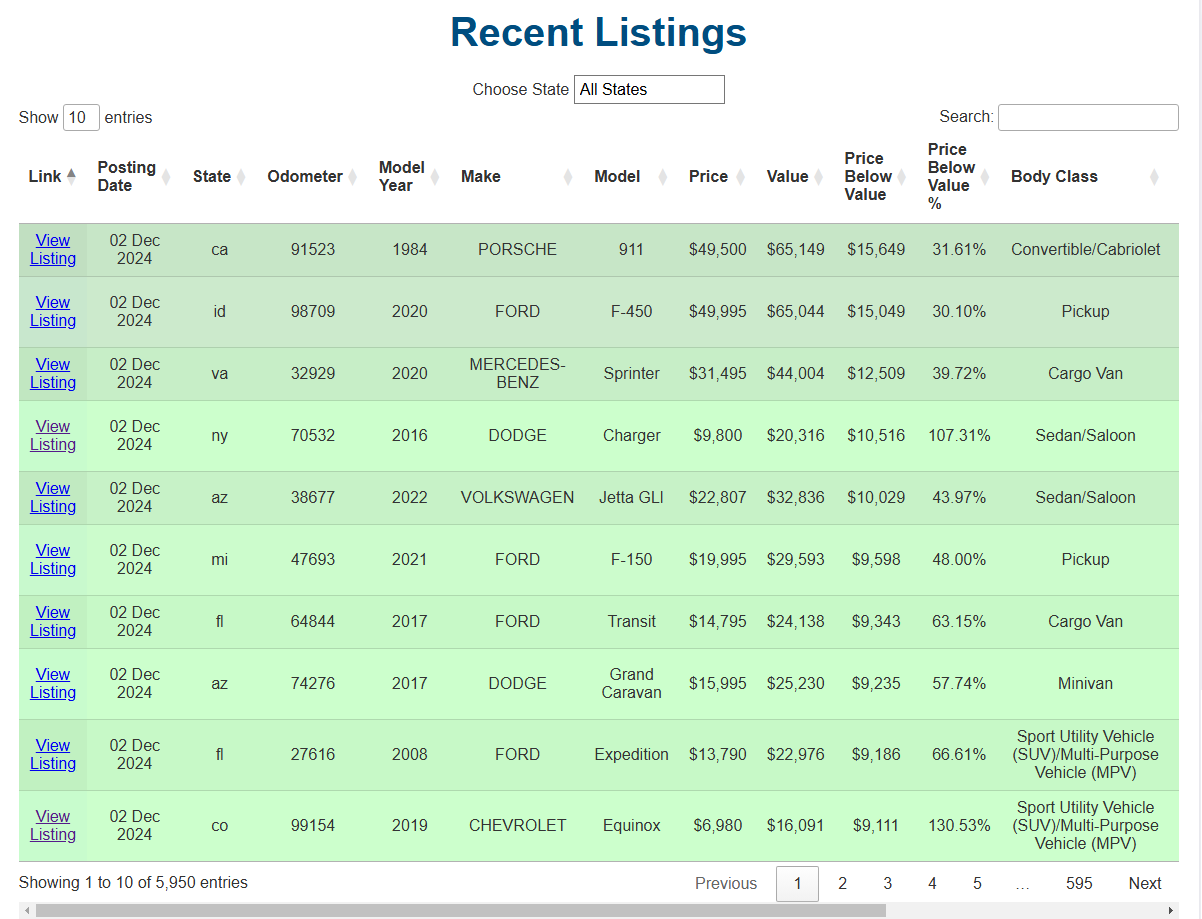 Recent Listings
Choose State All States
Show 10 entries Search:
Link Posting Date State Odometer Model Year Make Model Price Value Price Below Value Price Below Value % Body Class
View Listing 02 Dec 2024 ca 91523 1984 PORSCHE 911 $49,500 $65,149 $15,649 31.61% Convertible/Cabriolet
View Listing 02 Dec 2024 id 98709 2020 FORD F-450 $49,995 $65,044 $15,049 30.10% Pickup
View Listing 02 Dec 2024 va 32929 2020 MERCEDES-BENZ Sprinter $31,495 $44,004 $12,509 39.72% Cargo Van
View Listing 02 Dec 2024 ny 70532 2016 DODGE Charger $9,800 $20,316 $10,516 107.31% Sedan/Saloon
View Listing 02 Dec 2024 az 38677 2022 VOLKSWAGEN Jetta GLI $22,807 $32,836 $10,029 43.97% Sedan/Saloon
View Listing 02 Dec 2024 mi 47693 2021 FORD F-150 $19,995 $29,593 $9,598 48.00% Pickup
View Listing 02 Dec 2024 fl 64844 2017 FORD Transit $14,795 $24,138 $9,343 63.15% Cargo Van
View Listing 02 Dec 2024 az 74276 2017 DODGE Grand Caravan $15,995 $25,230 $9,235 57.74% Minivan
View Listing 02 Dec 2024 fl 27616 2008 FORD Expedition $13,790 $22,976 $9,186 66.61% Sport Utility Vehicle (SUV)/Multi-Purpose Vehicle (MPV)
View Listing 02 Dec 2024 co 99154 2019 CHEVROLET Equinox $6,980 $16,091 $9,111 130.53% Sport Utility Vehicle (SUV)/Multi-Purpose Vehicle (MPV)
Showing 1 to 10 of 5,950 entries Previous 1 2 3 4 5 … 595 Next